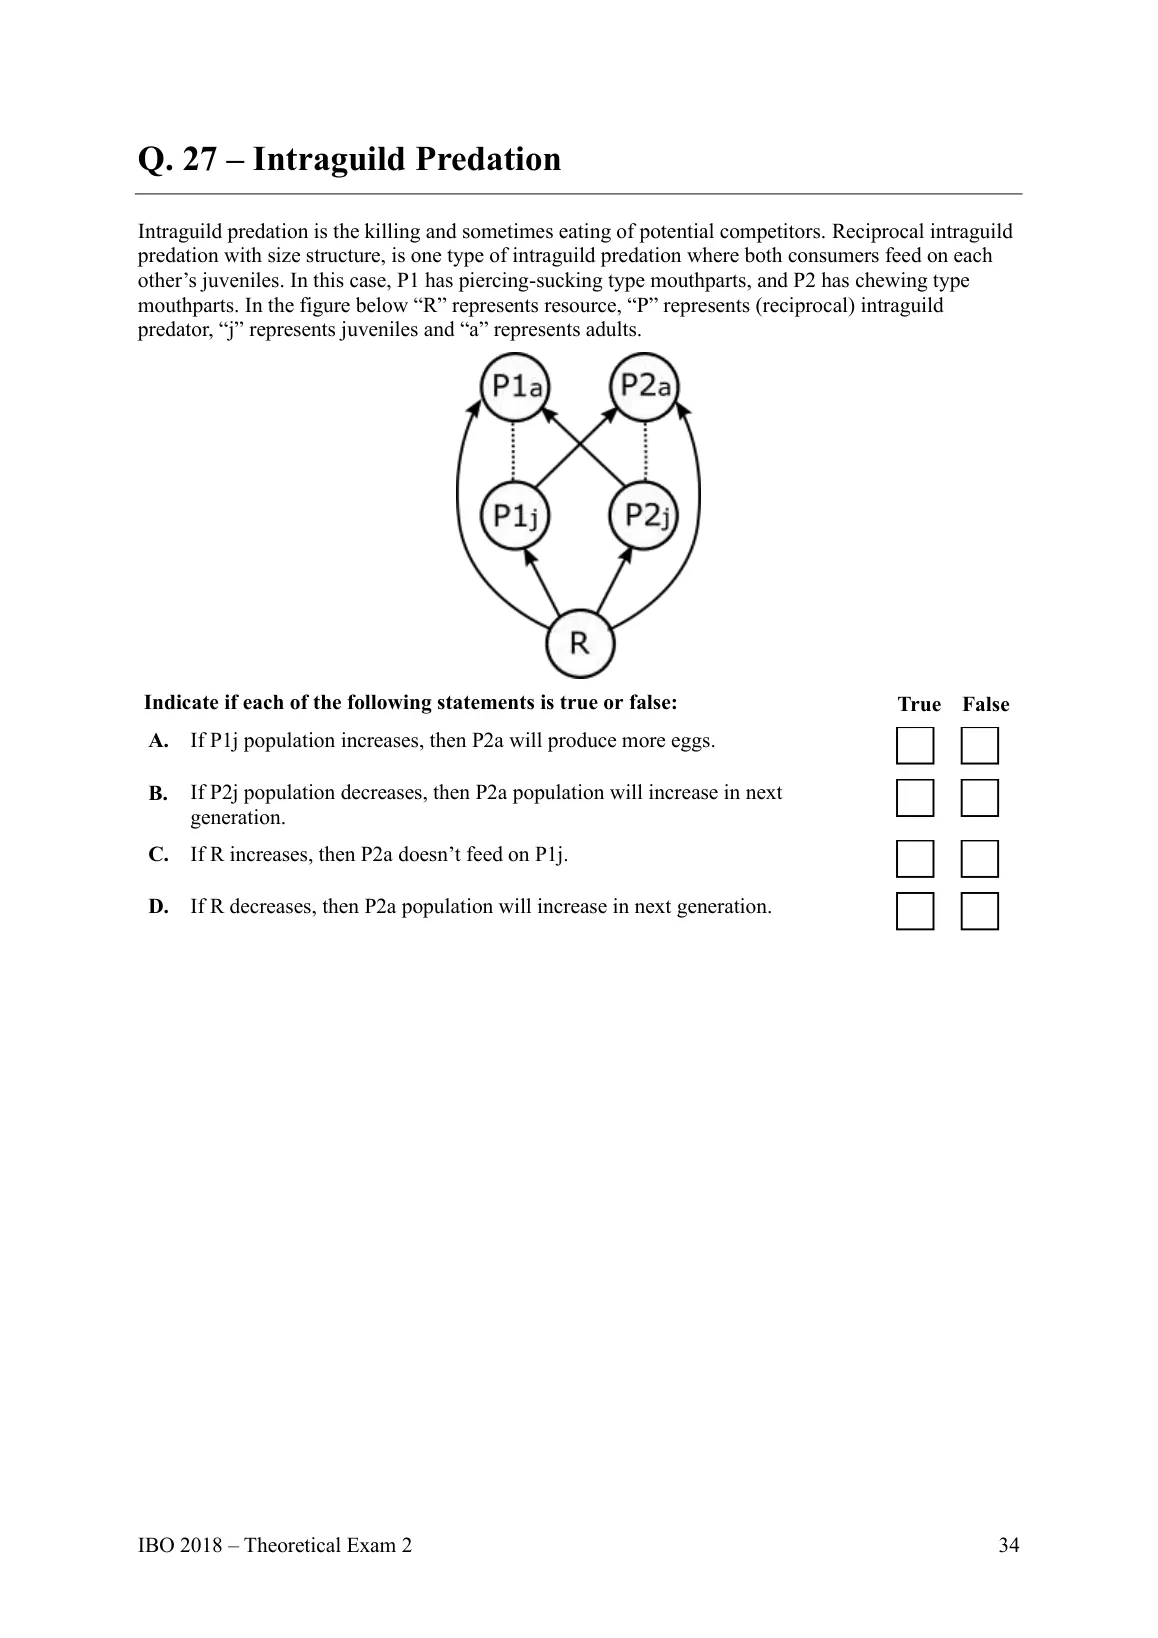 Q. 27 – Intraguild Predation
Intraguild predation is the killing and sometimes eating of potential competitors. Reciprocal intraguild
predation with size structure, is one type of intraguild predation where both consumers feed on each
other’s juveniles. In this case, P1 has piercing-sucking type mouthparts, and P2 has chewing type
mouthparts. In the figure below “R” represents resource, “P” represents (reciprocal) intraguild
predator, “j” represents juveniles and “a” represents adults.
P1a P2a
P1j P2j
R
Indicate if each of the following statements is true or false: True False
A. If P1j population increases, then P2a will produce more eggs.
B. If P2j population decreases, then P2a population will increase in next
generation.
C. If R increases, then P2a doesn’t feed on P1j.
D. If R decreases, then P2a population will increase in next generation.
IBO 2018 – Theoretical Exam 2 34